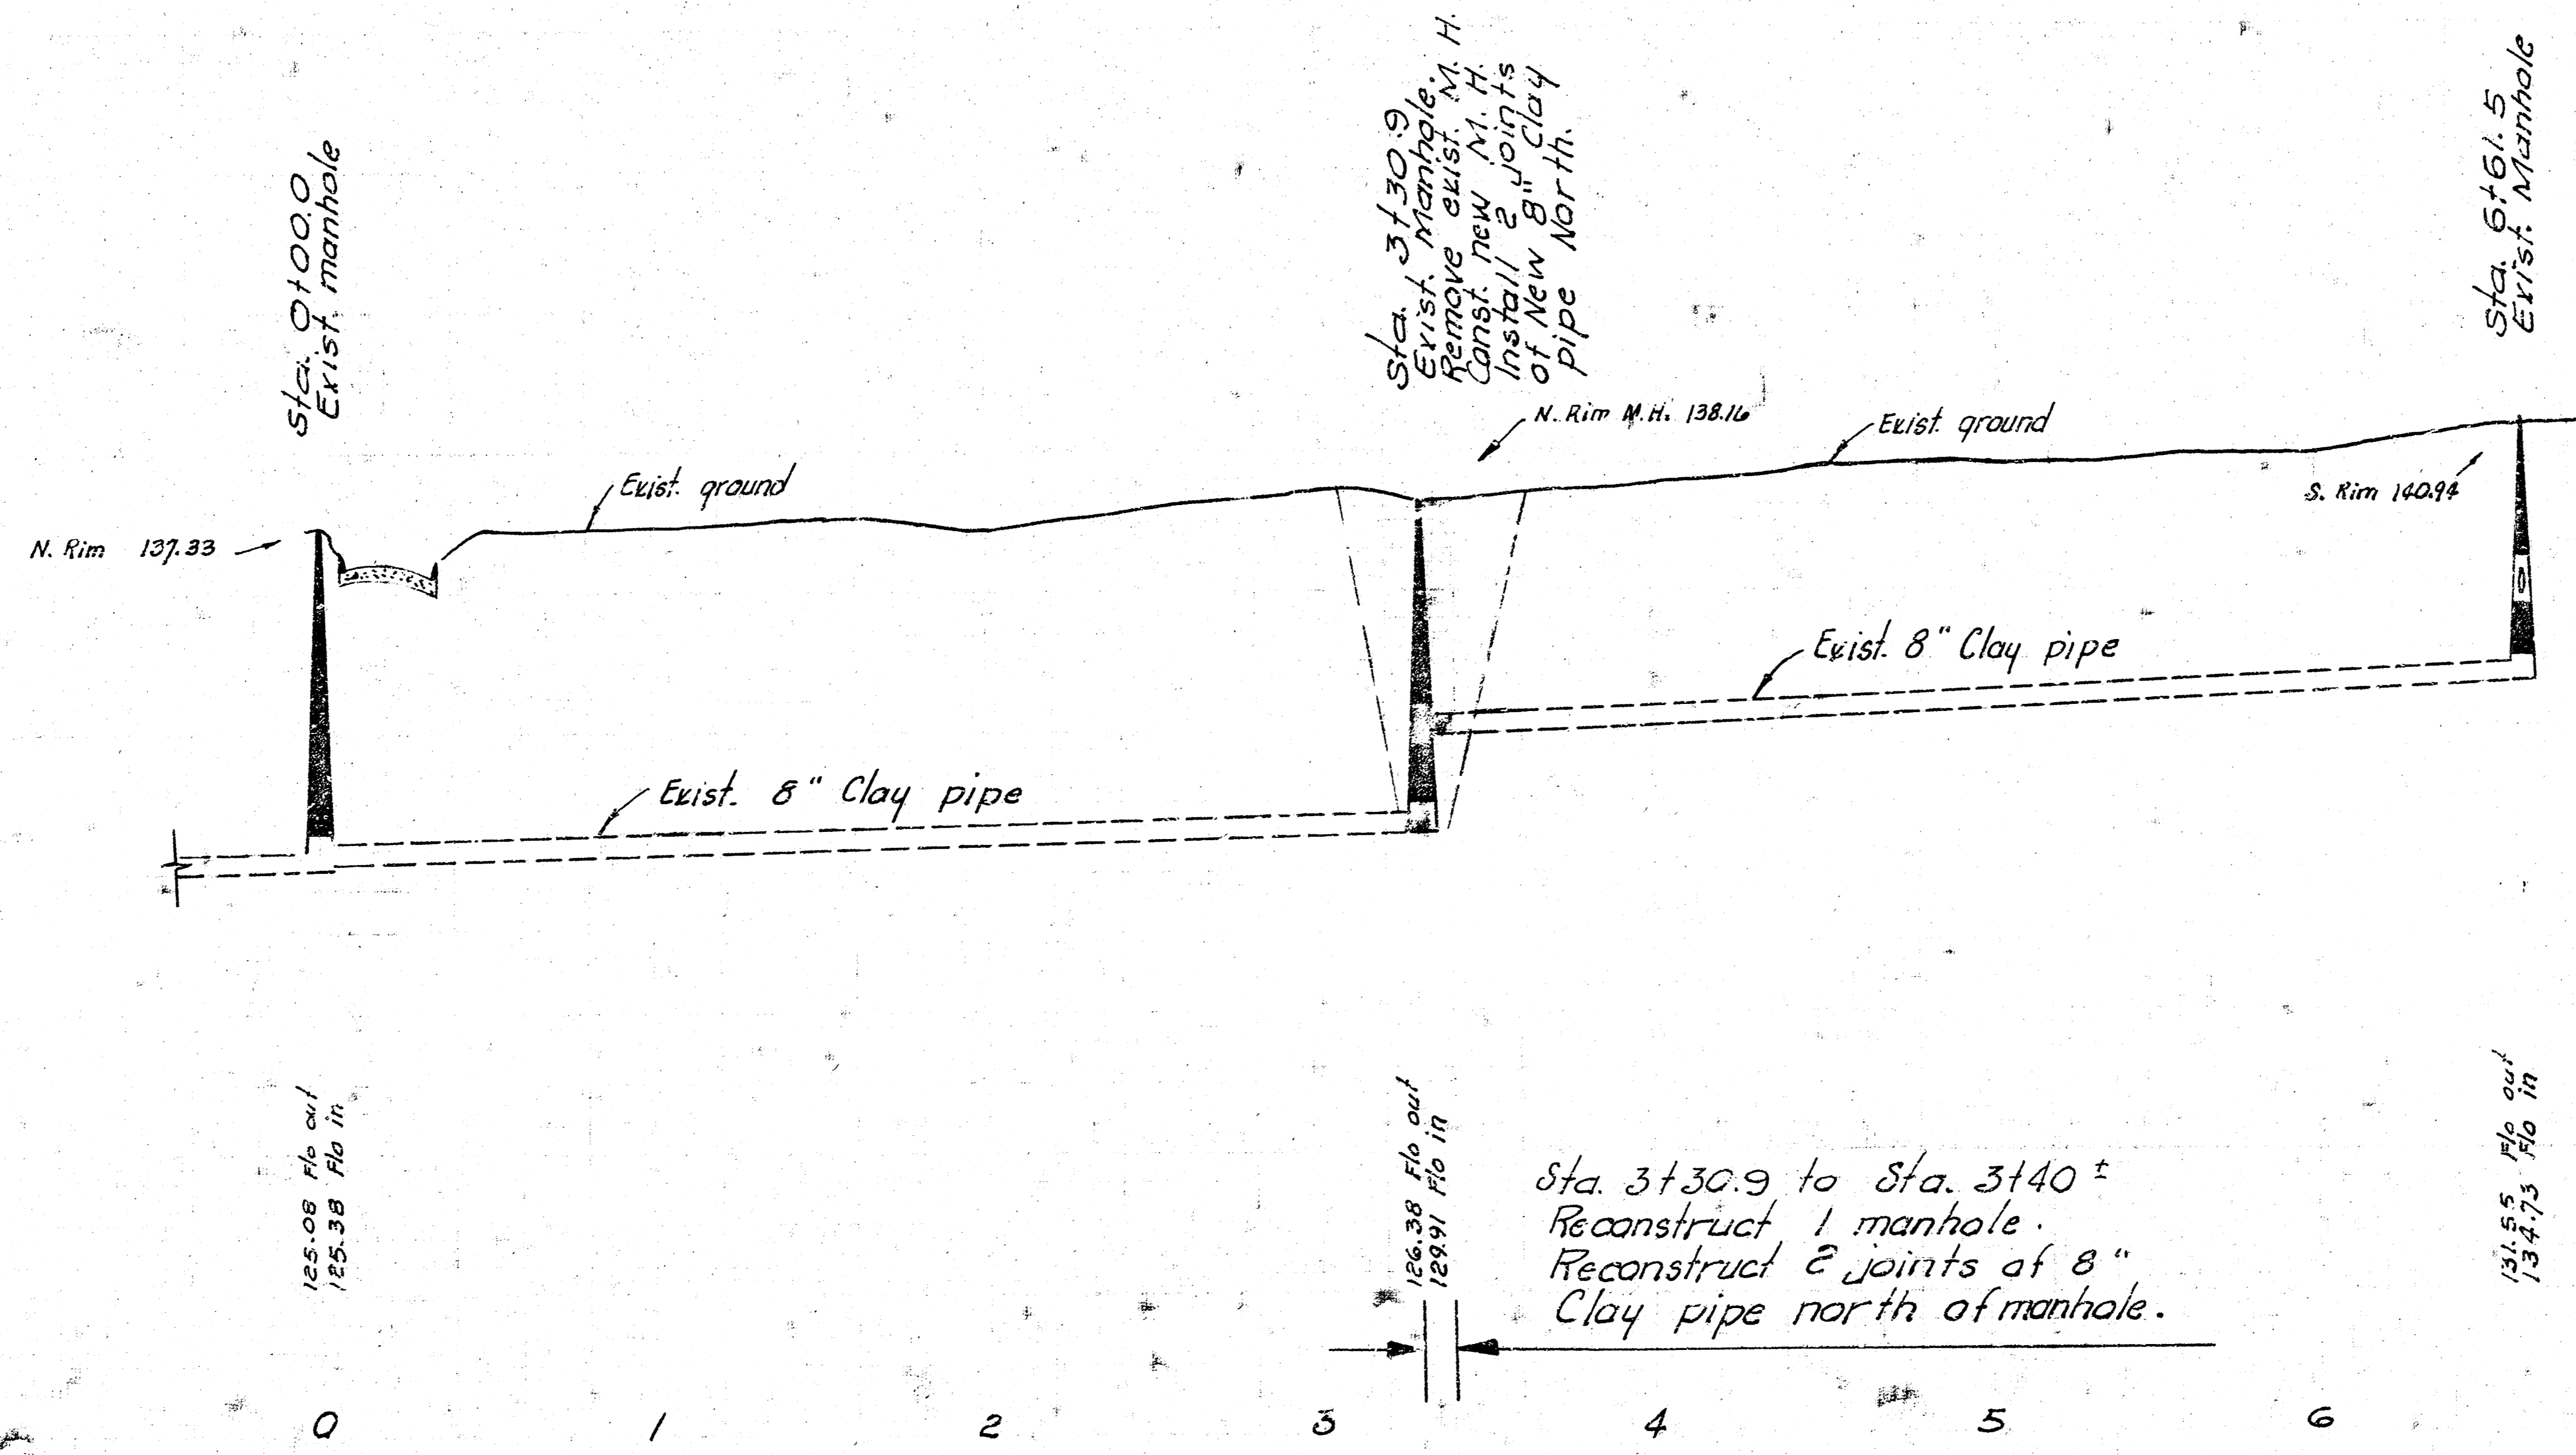 Sta. 0+00.0
Exist. manhole
Sta. 3+30.9
Exist. Manhole.
Remove exist. M. H.
Const. new M. H.
Install 2 joints
of New 8" Clay
pipe North.
Sta. 6+61.5
Exist. Manhole
N. Rim M.H. 138.16
Exist. ground
Exist. ground
S. Rim 140.94
N. Rim 137.33
Exist. 8" Clay pipe
Exist. 8" Clay pipe
125.08 Flo out
125.38 Flo in
126.38 Flo out
129.91 Flo in
131.55 Flo out
134.73 Flo in
Sta. 3+30.9 to Sta. 3+40 ±
Reconstruct 1 manhole.
Reconstruct 2 joints of 8"
Clay pipe north of manhole.
0 1 2 3 4 5 6